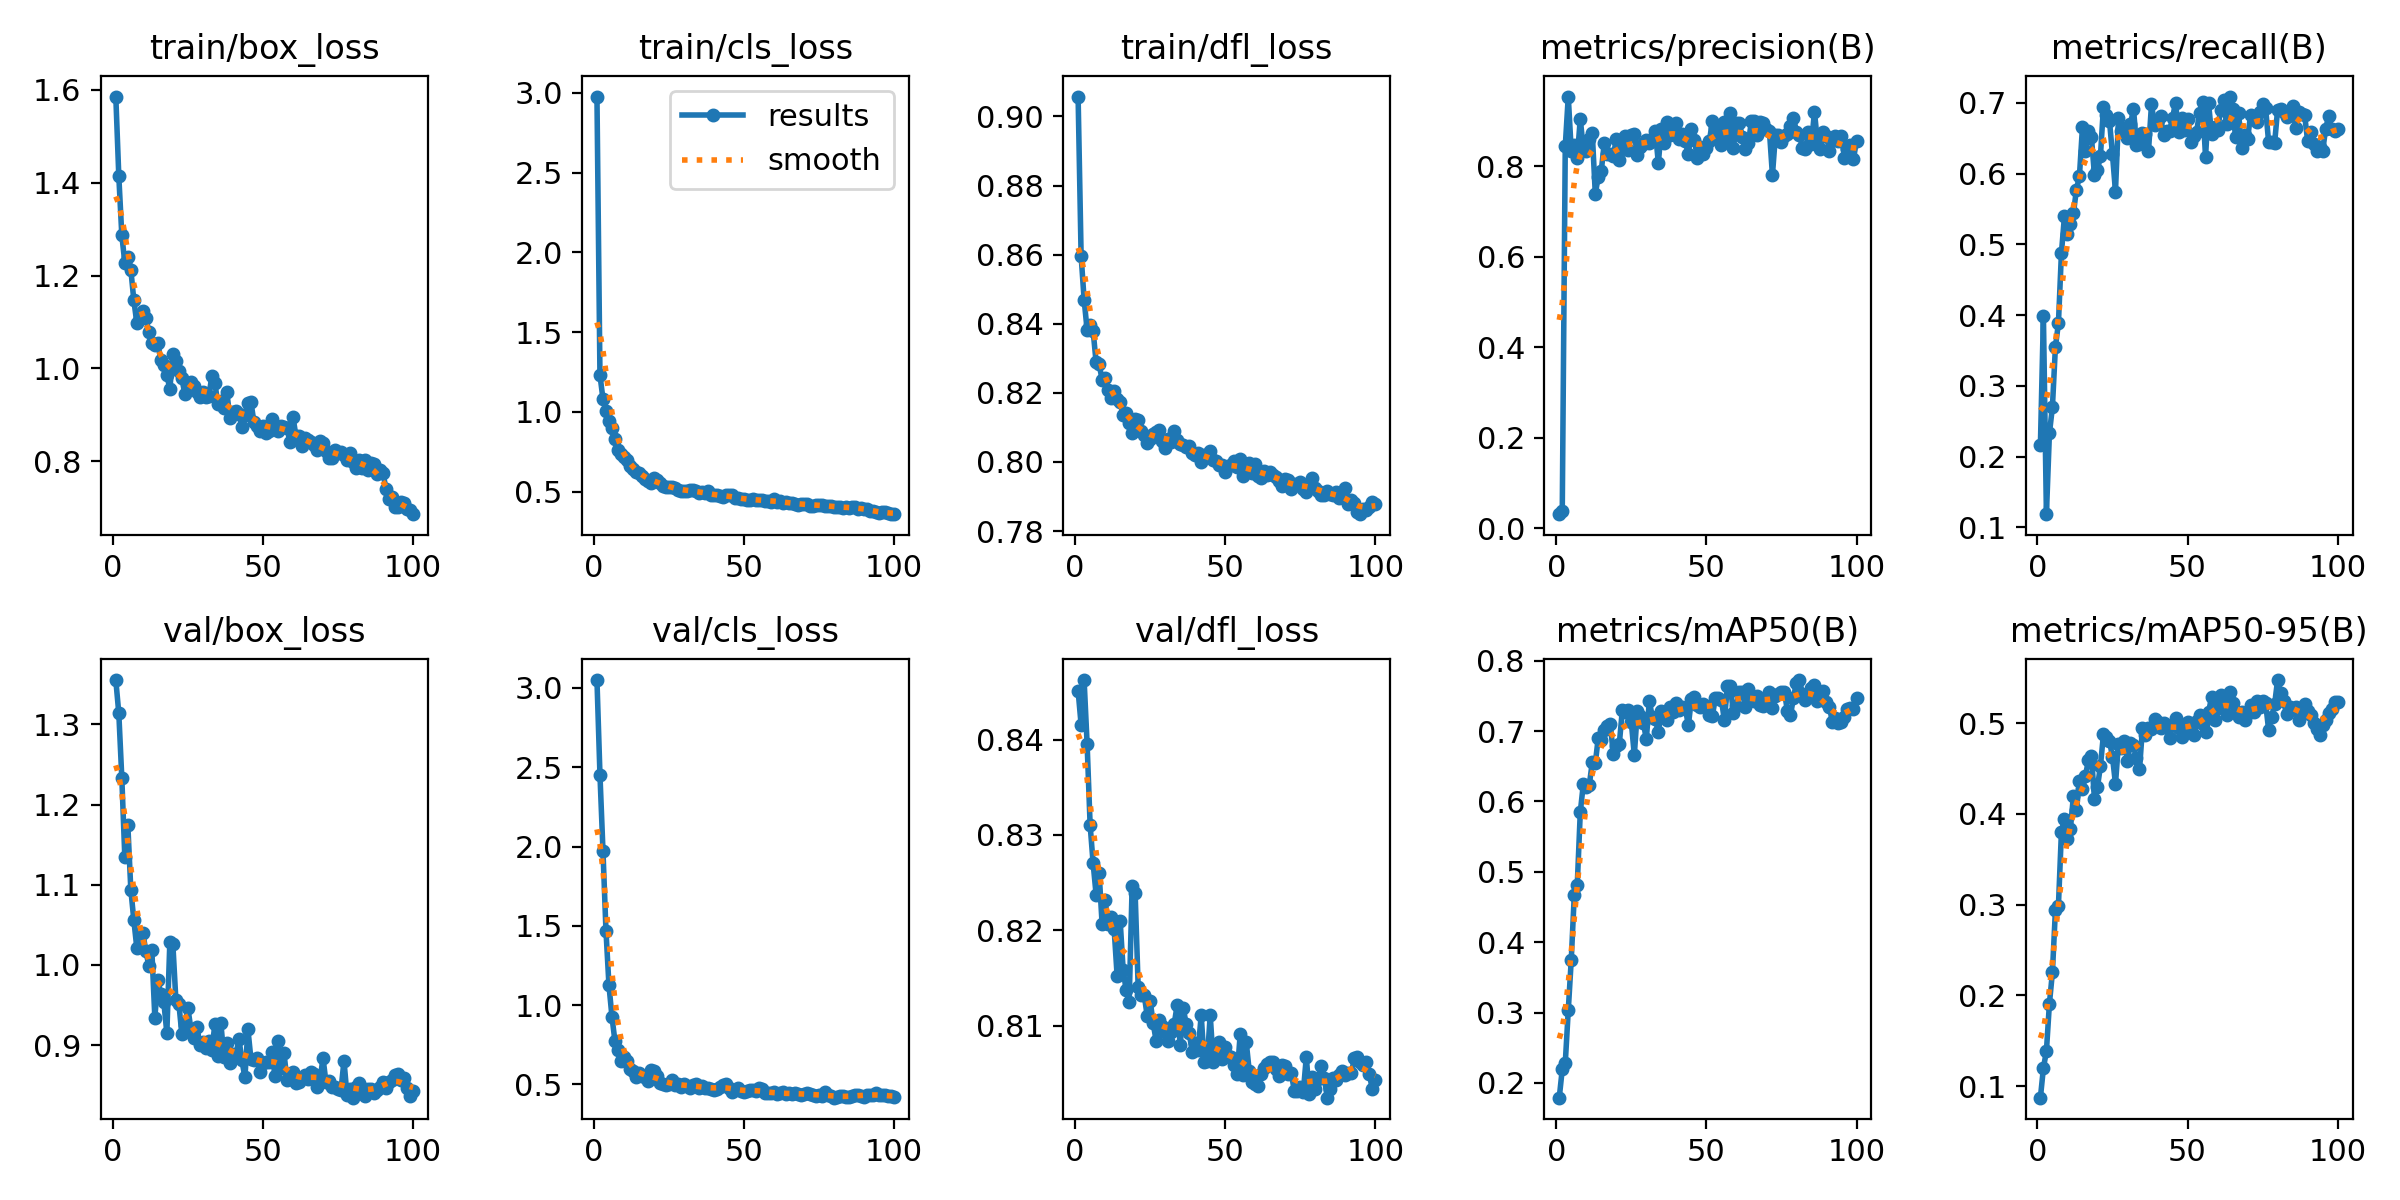 train/box_loss
1.6
1.4
1.2
1.0
0.8
0 50 100
train/cls_loss
results
smooth
3.0
2.5
2.0
1.5
1.0
0.5
0 50 100
train/dfl_loss
0.90
0.88
0.86
0.84
0.82
0.80
0.78
0 50 100
metrics/precision(B)
0.8
0.6
0.4
0.2
0.0
0 50 100
metrics/recall(B)
0.7
0.6
0.5
0.4
0.3
0.2
0.1
0 50 100
val/box_loss
1.3
1.2
1.1
1.0
0.9
0 50 100
val/cls_loss
3.0
2.5
2.0
1.5
1.0
0.5
0 50 100
val/dfl_loss
0.84
0.83
0.82
0.81
0 50 100
metrics/mAP50(B)
0.8
0.7
0.6
0.5
0.4
0.3
0.2
0 50 100
metrics/mAP50-95(B)
0.5
0.4
0.3
0.2
0.1
0 50 100